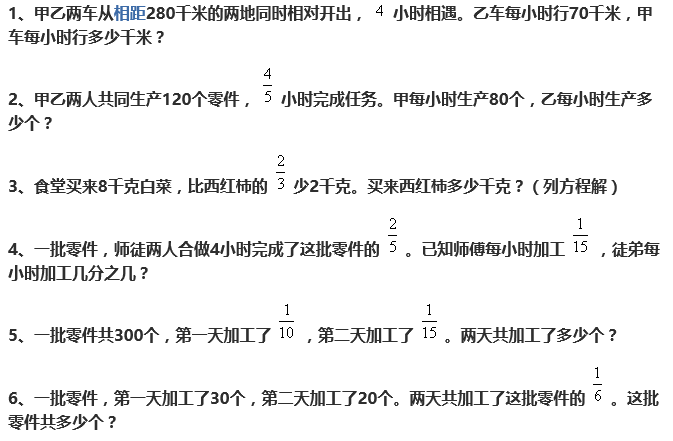 1、甲乙两车从相距280千米的两地同时相对开出， 4 小时相遇。乙车每小时行70千米，甲
车每小时行多少千米？
2、甲乙两人共同生产120个零件， 4/5 小时完成任务。甲每小时生产80个，乙每小时生产多
少个？
3、食堂买来8千克白菜，比西红柿的 2/3 少2千克。买来西红柿多少千克？（列方程解）
4、一批零件，师徒两人合做4小时完成了这批零件的 2/5 。已知师傅每小时加工 1/15 ，徒弟每
小时加工几分之几？
5、一批零件共300个，第一天加工了 1/10 ，第二天加工了 1/15 。两天共加工了多少个？
6、一批零件，第一天加工了30个，第二天加工了20个。两天共加工了这批零件的 1/6 。这批
零件共多少个？